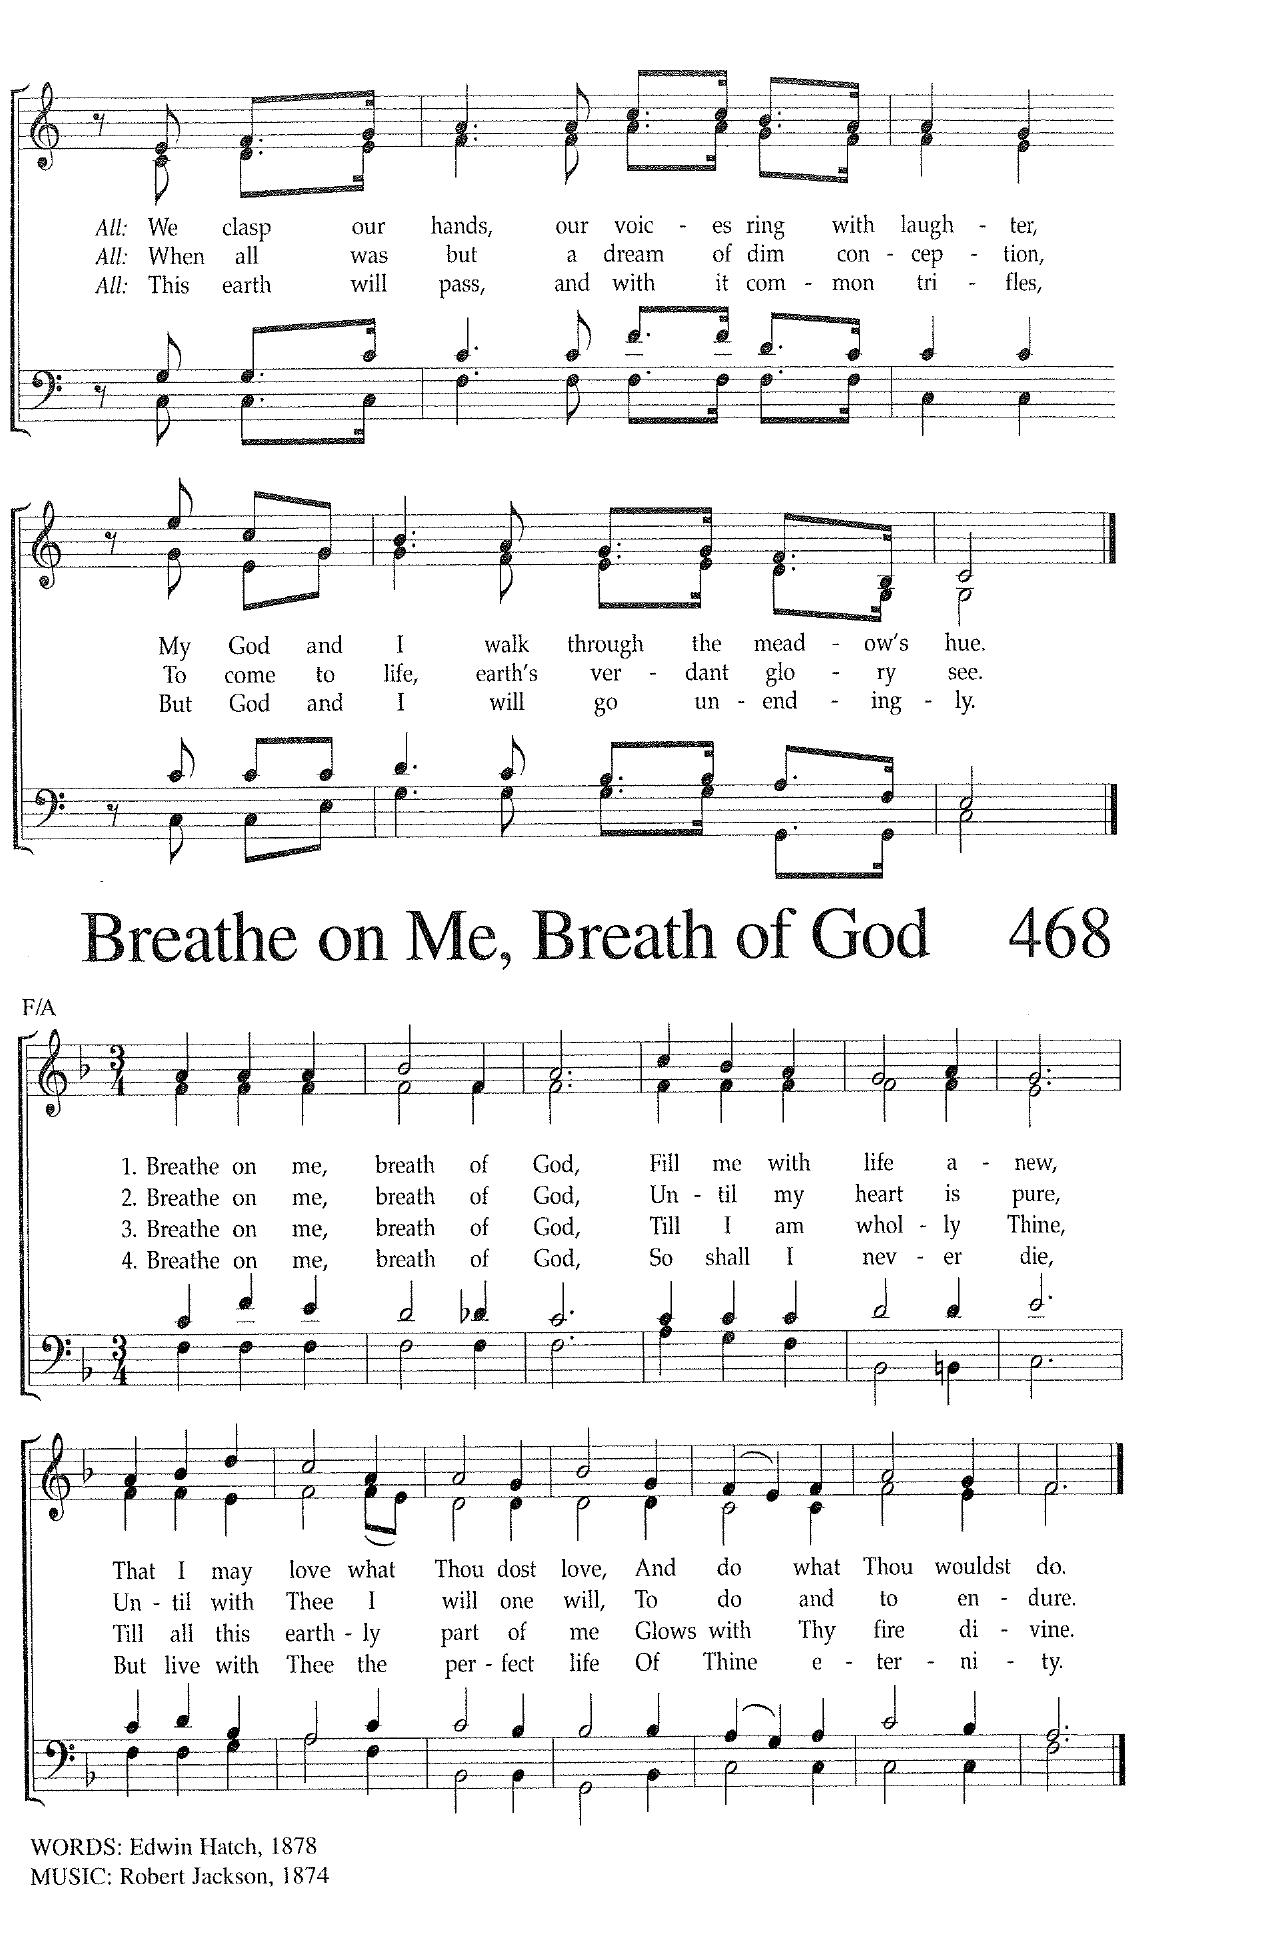 All: We clasp our hands, our voic - es ring with laugh - ter,
All: When all was but a dream of dim con - cep - tion,
All: This earth will pass, and with it com - mon tri - fles,
My God and I walk through the mead - ow's hue.
To come to life, earth's ver - dant glo - ry see.
But God and I will go un - end - ing - ly.
Breathe on Me, Breath of God 468
F/A
3
4
1. Breathe on me, breath of God, Fill me with life a - new,
2. Breathe on me, breath of God, Un - til my heart is pure,
3. Breathe on me, breath of God, Till I am whol - ly Thine,
4. Breathe on me, breath of God, So shall I nev - er die,
3
4
That I may love what Thou dost love, And do what Thou wouldst do.
Un - til with Thee I will one will, To do and to en - dure.
Till all this earth - ly part of me Glows with Thy fire di - vine.
But live with Thee the per - fect life Of Thine e - ter - ni - ty.
WORDS: Edwin Hatch, 1878
MUSIC: Robert Jackson, 1874